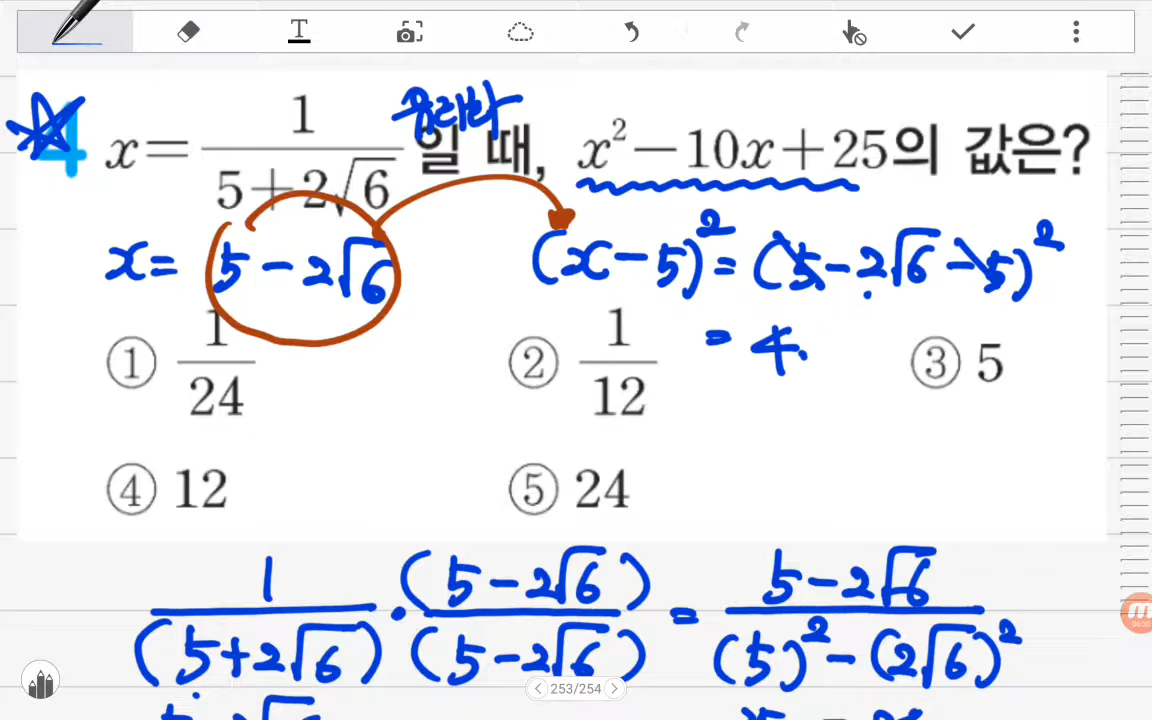 T
4 x = 1/(5+2√6) 일 때, x² − 10x + 25의 값은?
유리화
x = 5 − 2√6 (x − 5)² = (5 − 2√6 − 5)²
= 4·
① 1/24 ② 1/12 ③ 5
④ 12 ⑤ 24
1/(5+2√6) · (5−2√6)/(5−2√6) = (5−2√6)/((5)² − (2√6)²)
253/254